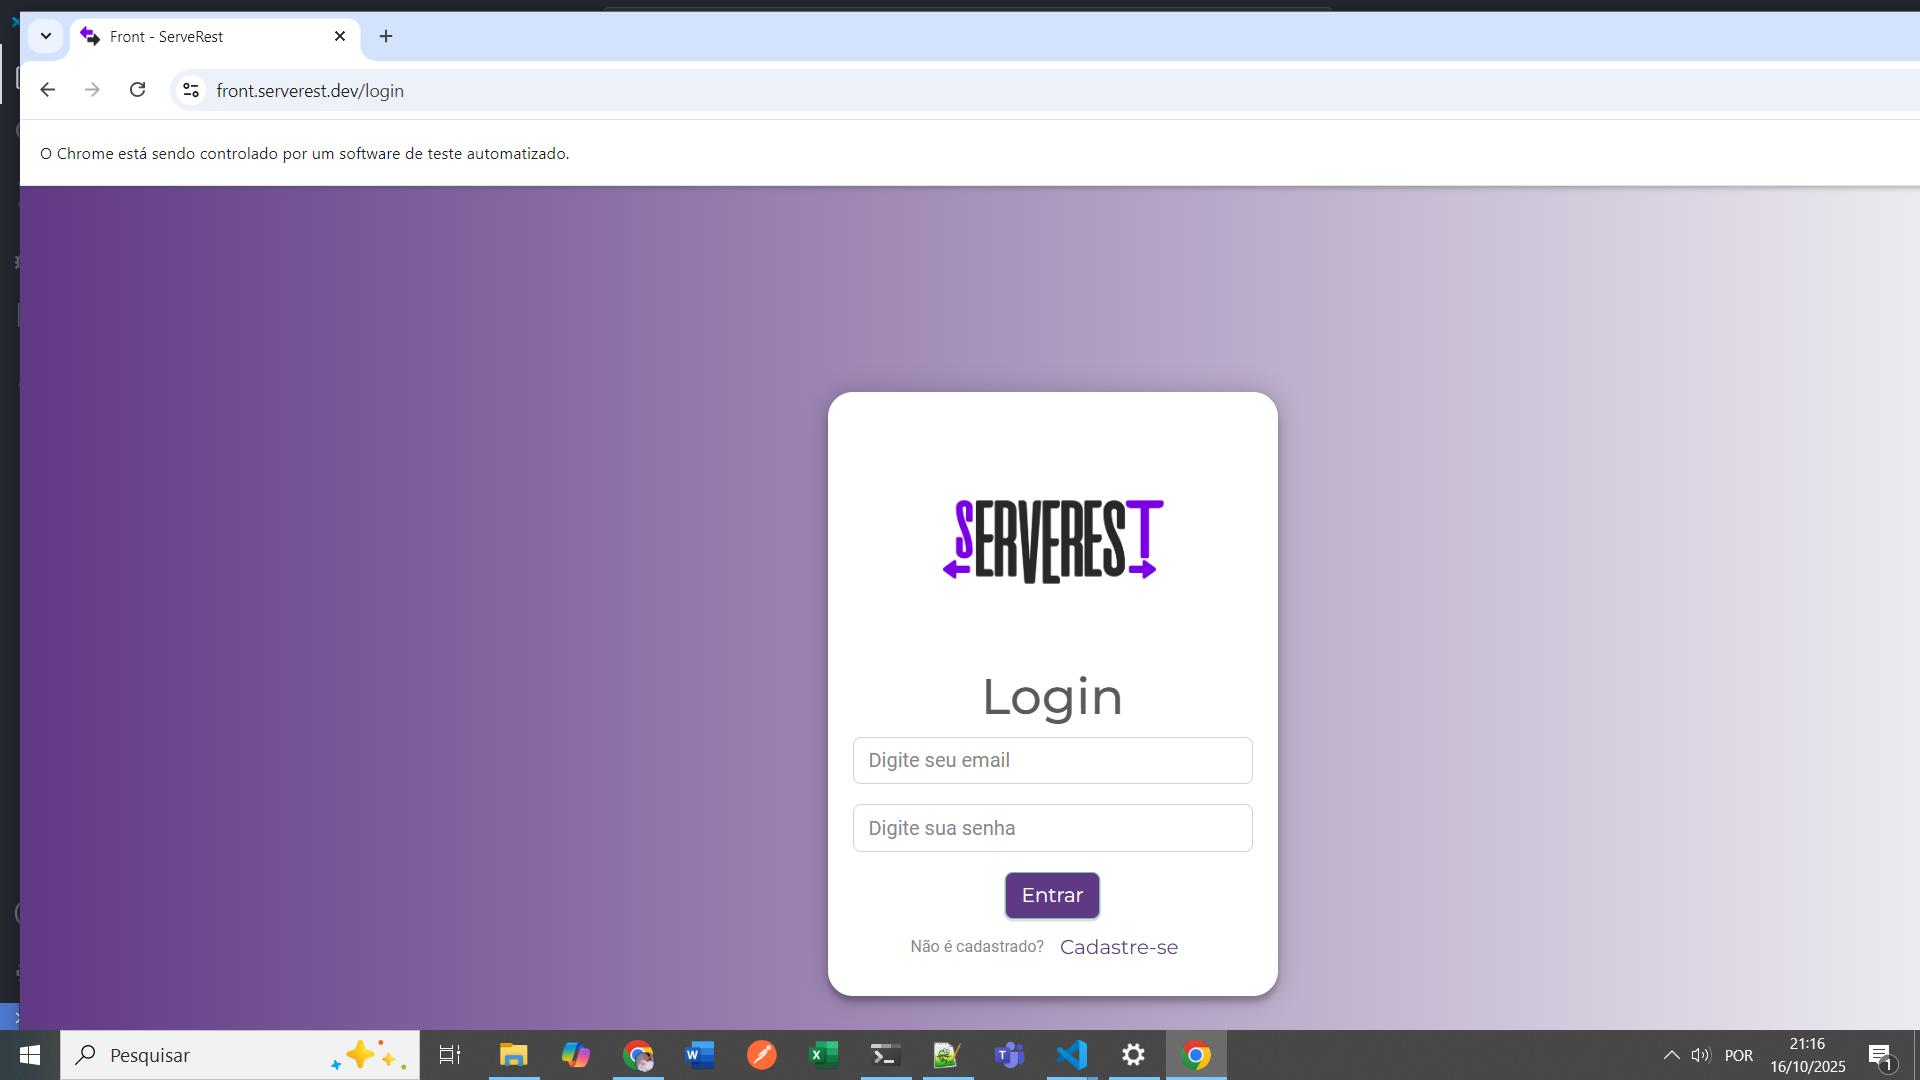 Front - ServeRest
front.serverest.dev/login
O Chrome está sendo controlado por um software de teste automatizado.
SERVEREST
Login
Digite seu email
Digite sua senha
Entrar
Não é cadastrado? Cadastre-se
Pesquisar
POR
21:16
16/10/2025
1